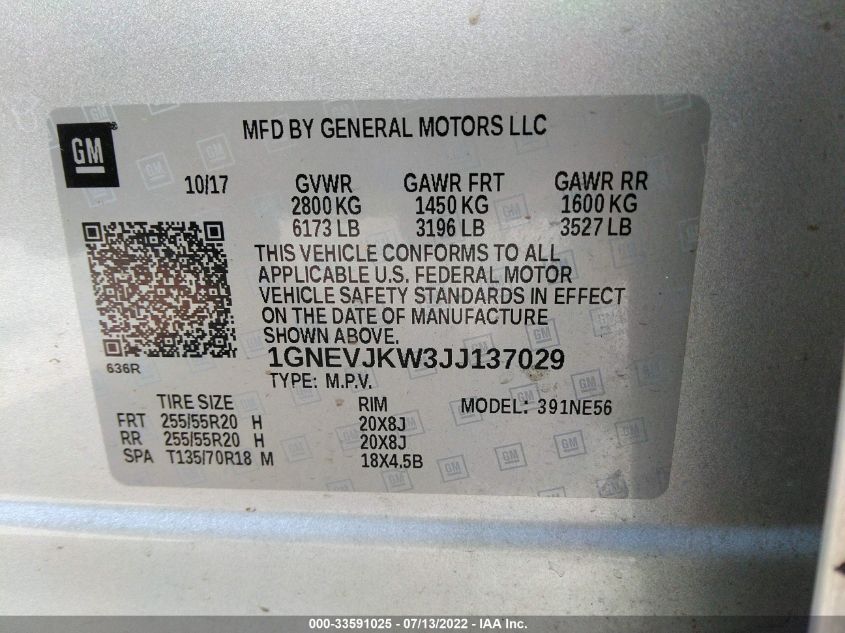 GM
MFD BY GENERAL MOTORS LLC
10/17 GVWR GAWR FRT GAWR RR
2800 KG 1450 KG 1600 KG
6173 LB 3196 LB 3527 LB
THIS VEHICLE CONFORMS TO ALL
APPLICABLE U.S. FEDERAL MOTOR
VEHICLE SAFETY STANDARDS IN EFFECT
ON THE DATE OF MANUFACTURE
SHOWN ABOVE.
636R
1GNEVJKW3JJ137029
TYPE: M.P.V.
TIRE SIZE RIM MODEL: 391NE56
FRT 255/55R20 H 20X8J
RR 255/55R20 H 20X8J
SPA T135/70R18 M 18X4.5B
000-33591025 - 07/13/2022 - IAA Inc.